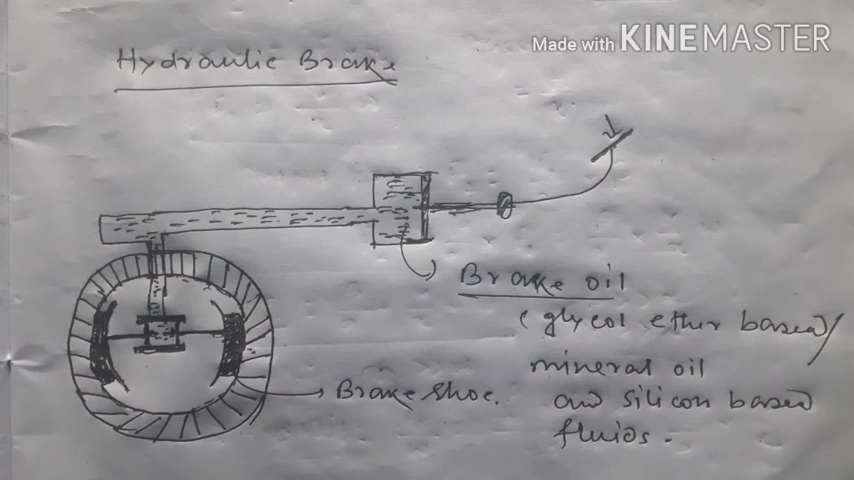 Made with KINEMASTER
Hydraulic Brake
Brake oil
(glycol ether based)/
mineral oil
and silicon based
fluids.
Brake shoe.